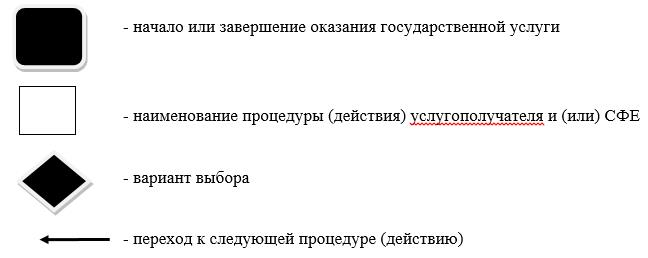 - начало или завершение оказания государственной услуги
- наименование процедуры (действия) услугополучателя и (или) СФЕ
- вариант выбора
- переход к следующей процедуре (действию)